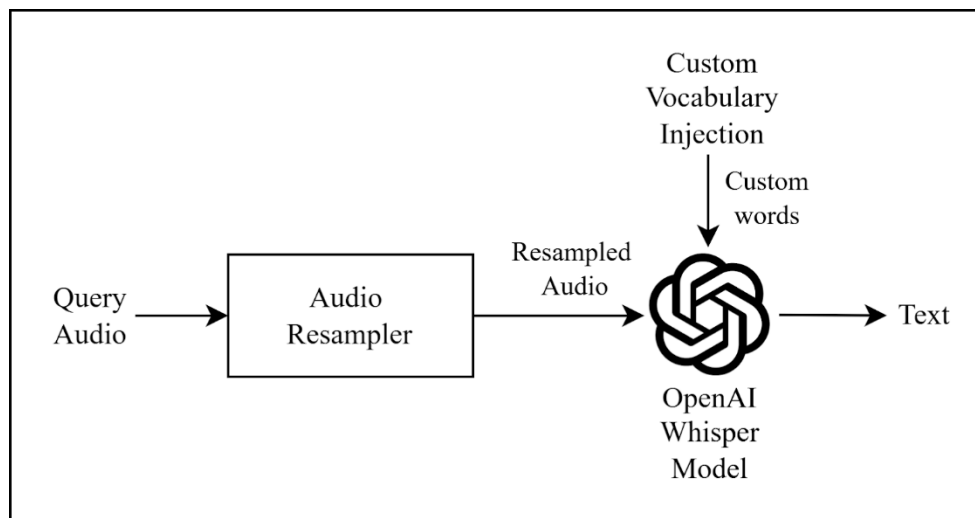 Custom
Vocabulary
Injection
Custom
words
Resampled
Audio
Query
Audio
Audio
Resampler
Text
OpenAI
Whisper
Model